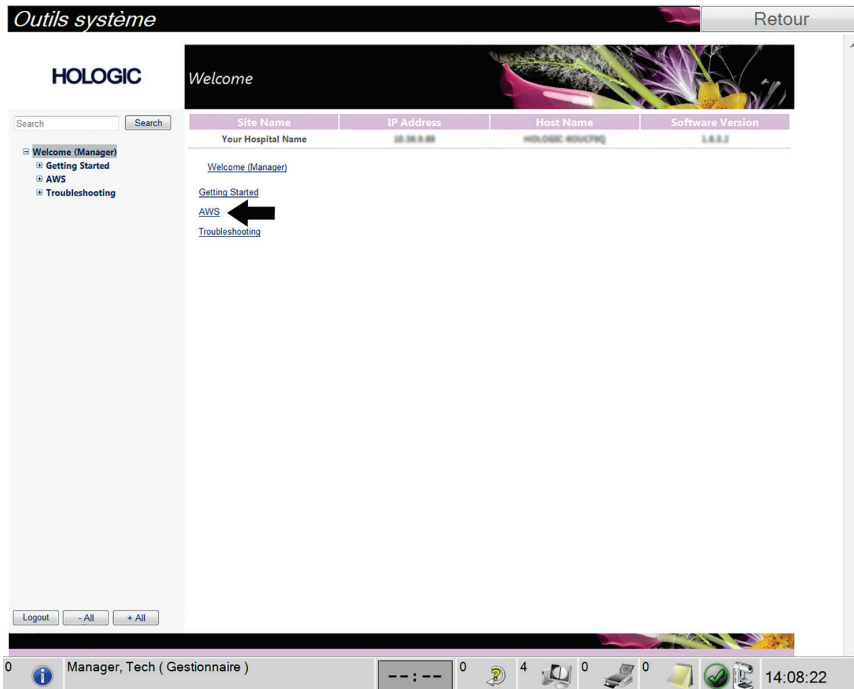 Outils système
Retour
HOLOGIC
Welcome
Search
Search
Site Name
IP Address
Host Name
Software Version
Your Hospital Name
Welcome (Manager)
Getting Started
AWS
Troubleshooting
Welcome (Manager)
Getting Started
AWS
Troubleshooting
Logout
- All
+ All
0
Manager, Tech ( Gestionnaire )
--:--
0
4
0
0
14:08:22